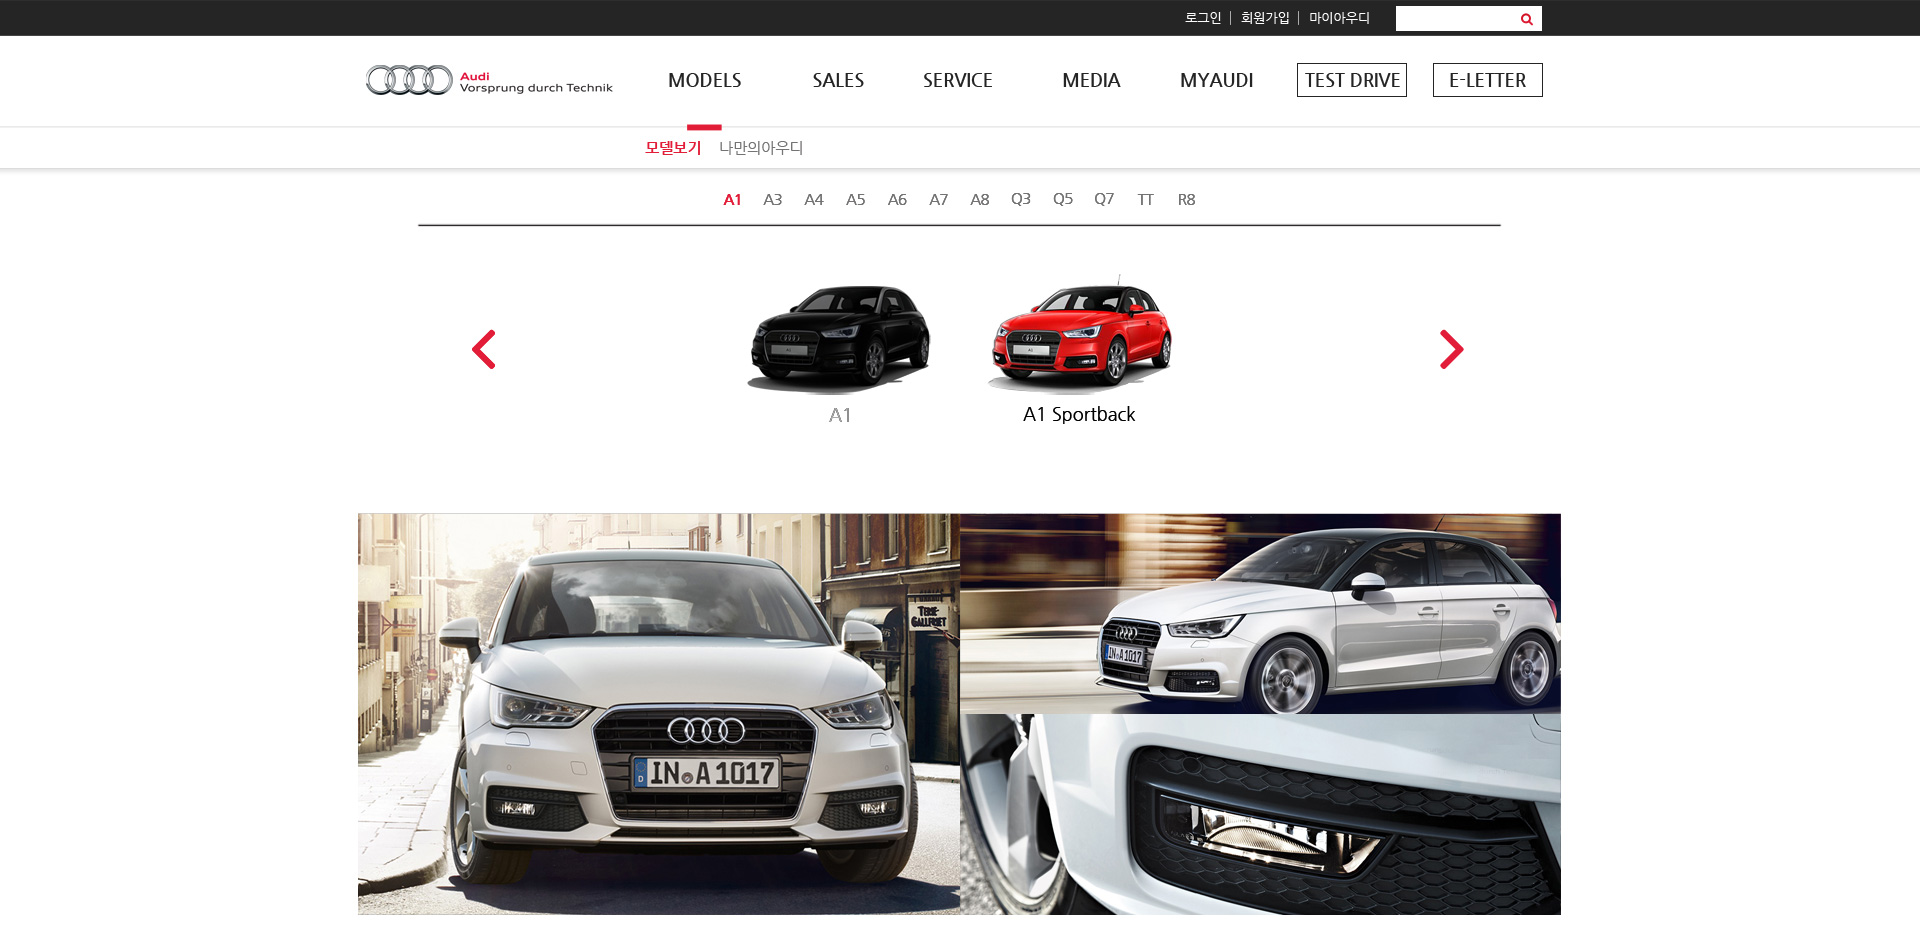 로그인 | 회원가입 | 마이아우디
Audi
Vorsprung durch Technik
MODELS SALES SERVICE MEDIA MYAUDI TEST DRIVE E-LETTER
모델보기 나만의아우디
A1 A3 A4 A5 A6 A7 A8 Q3 Q5 Q7 TT R8
A1 A1 Sportback
IN A 1017
D
IN A 1017